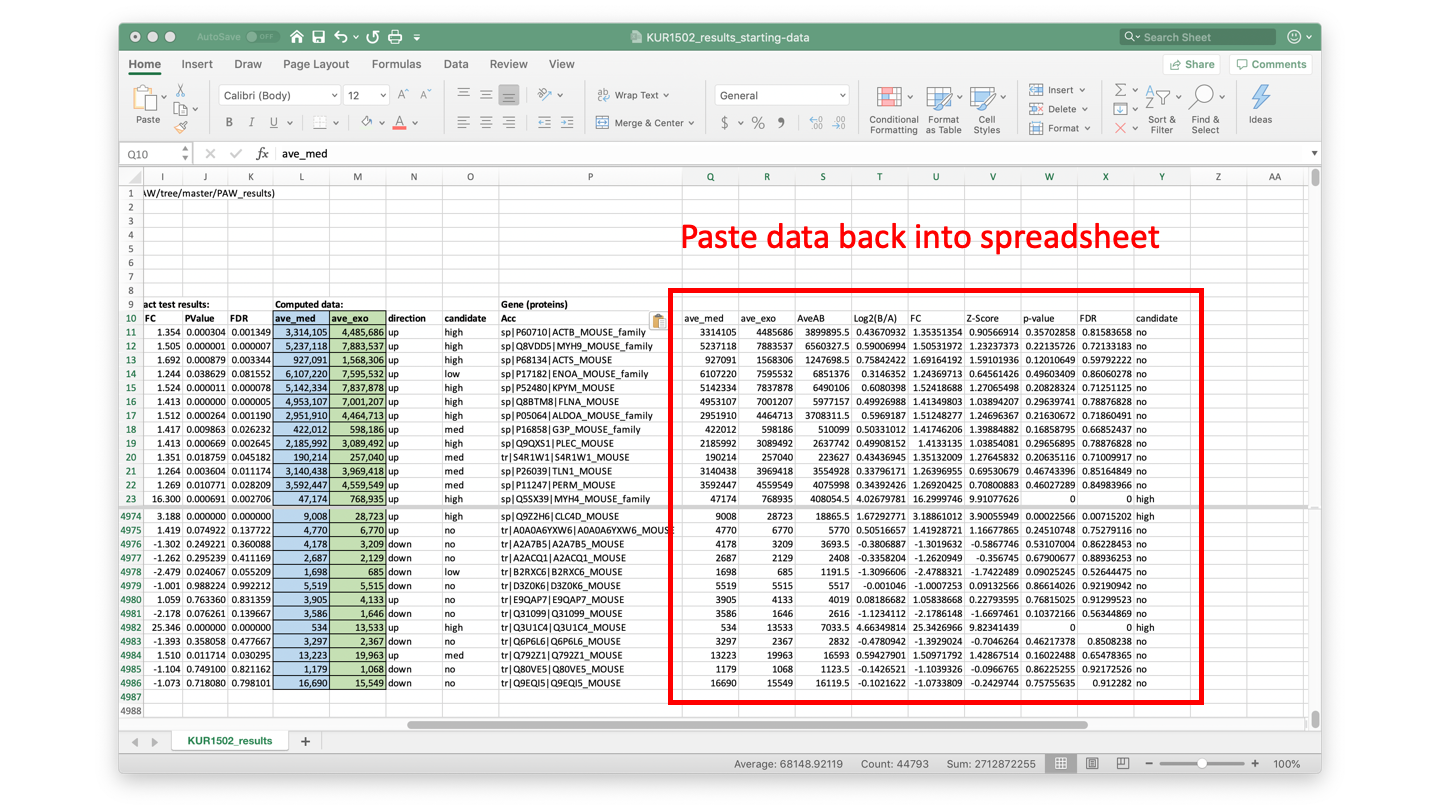 AutoSave OFF
KUR1502_results_starting-data
Search Sheet
Home Insert Draw Page Layout Formulas Data Review View Share Comments
Paste
Calibri (Body) 12 A^ A˅
B I U A
Wrap Text
Merge & Center
General
$ %
Conditional Formatting
Format as Table
Cell Styles
Insert
Delete
Format
Sort & Filter
Find & Select
Ideas
Q10 fx ave_med
I J K L M N O P Q R S T U V W X Y Z AA
1 AW/tree/master/PAW_results)
2
3
4
Paste data back into spreadsheet
5
6
7
8
9 act test results: Computed data: Gene (proteins)
10 FC PValue FDR ave_med ave_exo direction candidate Acc ave_med ave_exo AveAB Log2(B/A) FC Z-Score p-value FDR candidate
11 1.354 0.000304 0.001349 3,314,105 4,485,686 up high sp|P60710|ACTB_MOUSE_family 3314105 4485686 3899895.5 0.43670932 1.35351354 0.90566914 0.35702858 0.81583658 no
12 1.505 0.000001 0.000007 5,237,118 7,883,537 up high sp|Q8VDD5|MYH9_MOUSE_family 5237118 7883537 6560327.5 0.59006994 1.50531972 1.23237373 0.22135726 0.72133183 no
13 1.692 0.000879 0.003344 927,091 1,568,306 up high sp|P68134|ACTS_MOUSE 927091 1568306 1247698.5 0.75842422 1.69164192 1.59101936 0.12010649 0.59792222 no
14 1.244 0.038629 0.081552 6,107,220 7,595,532 up low sp|P17182|ENOA_MOUSE_family 6107220 7595532 6851376 0.3146352 1.24369713 0.64561426 0.49603409 0.86060278 no
15 1.524 0.000011 0.000078 5,142,334 7,837,878 up high sp|P52480|KPYM_MOUSE 5142334 7837878 6490106 0.6080398 1.52418688 1.27065498 0.20828324 0.71251125 no
16 1.413 0.000000 0.000005 4,953,107 7,001,207 up high sp|Q8BTM8|FLNA_MOUSE 4953107 7001207 5977157 0.49926988 1.41349803 1.03894207 0.29639741 0.78876828 no
17 1.512 0.000264 0.001190 2,951,910 4,464,713 up high sp|P05064|ALDOA_MOUSE_family 2951910 4464713 3708311.5 0.5969187 1.51248277 1.24696367 0.21630672 0.71860491 no
18 1.417 0.009863 0.026232 422,012 598,186 up med sp|P16858|G3P_MOUSE_family 422012 598186 510099 0.50331012 1.41746206 1.39884882 0.16858795 0.66852437 no
19 1.413 0.000669 0.002645 2,185,992 3,089,492 up high sp|Q9QXS1|PLEC_MOUSE 2185992 3089492 2637742 0.49908152 1.4133135 1.03854081 0.29656895 0.78876828 no
20 1.351 0.018759 0.045182 190,214 257,040 up med tr|S4R1W1|S4R1W1_MOUSE 190214 257040 223627 0.43436945 1.35132009 1.27645832 0.20635116 0.71009917 no
21 1.264 0.003604 0.011174 3,140,438 3,969,418 up med sp|P26039|TLN1_MOUSE 3140438 3969418 3554928 0.33796171 1.26396955 0.69530679 0.46743396 0.85164849 no
22 1.269 0.010771 0.028209 3,592,447 4,559,549 up med sp|P11247|PERM_MOUSE 3592447 4559549 4075998 0.34392426 1.26920425 0.70800883 0.46027289 0.84983966 no
23 16.300 0.000691 0.002706 47,174 768,935 up high sp|Q5SX39|MYH4_MOUSE_family 47174 768935 408054.5 4.02679781 16.2999746 9.91077626 0 0 high
4974 3.188 0.000000 0.000000 9,008 28,723 up high sp|Q9Z2H6|CLC4D_MOUSE 9008 28723 18865.5 1.67292771 3.18861012 3.90055949 0.00022566 0.00715202 high
4975 1.419 0.074922 0.137722 4,770 6,770 up no tr|A0A0A6YXW6|A0A0A6YXW6_MOUSE 4770 6770 5770 0.50516657 1.41928721 1.16677865 0.24510748 0.75279116 no
4976 -1.302 0.249221 0.360088 4,178 3,209 down no tr|A2A7B5|A2A7B5_MOUSE 4178 3209 3693.5 -0.3806887 -1.3019632 -0.5867746 0.53107004 0.86228453 no
4977 -1.262 0.295239 0.411169 2,687 2,129 down no tr|A2ACQ1|A2ACQ1_MOUSE 2687 2129 2408 -0.3358204 -1.2620949 -0.356745 0.67900677 0.88936253 no
4978 -2.479 0.024067 0.055209 1,698 685 down low tr|B2RXC6|B2RXC6_MOUSE 1698 685 1191.5 -1.3096606 -2.4788321 -1.7422489 0.09025245 0.52644475 no
4979 -1.001 0.988224 0.992212 5,519 5,515 down no tr|D3Z0K6|D3Z0K6_MOUSE 5519 5515 5517 -0.001046 -1.0007253 0.09132566 0.86614026 0.92190942 no
4980 1.059 0.763360 0.831359 3,905 4,133 up no tr|E9QAP7|E9QAP7_MOUSE 3905 4133 4019 0.08186682 1.05838668 0.22793595 0.76815025 0.91299523 no
4981 -2.178 0.076261 0.139667 3,586 1,646 down no tr|Q31099|Q31099_MOUSE 3586 1646 2616 -1.1234112 -2.1786148 -1.6697461 0.10372166 0.56344869 no
4982 25.346 0.000000 0.000000 534 13,533 up high tr|Q3U1C4|Q3U1C4_MOUSE 534 13533 7033.5 4.66349814 25.3426966 9.82341439 0 0 high
4983 -1.393 0.358058 0.477667 3,297 2,367 down no tr|Q6P6L6|Q6P6L6_MOUSE 3297 2367 2832 -0.4780942 -1.3929024 -0.7046264 0.46217378 0.8508238 no
4984 1.510 0.011714 0.030295 13,223 19,963 up med tr|Q79Z21|Q79Z21_MOUSE 13223 19963 16593 0.59427901 1.50971792 1.42867514 0.16022488 0.65478365 no
4985 -1.104 0.749100 0.821162 1,179 1,068 down no tr|Q80VE5|Q80VE5_MOUSE 1179 1068 1123.5 -0.1426521 -1.1039326 -0.0966765 0.86225255 0.92172526 no
4986 -1.073 0.718080 0.798101 16,690 15,549 down no tr|Q9EQI5|Q9EQI5_MOUSE 16690 15549 16119.5 -0.1021622 -1.0733809 -0.2429744 0.75755635 0.912282 no
4987
4988
KUR1502_results +
Average: 68148.92119 Count: 44793 Sum: 2712872255 100%